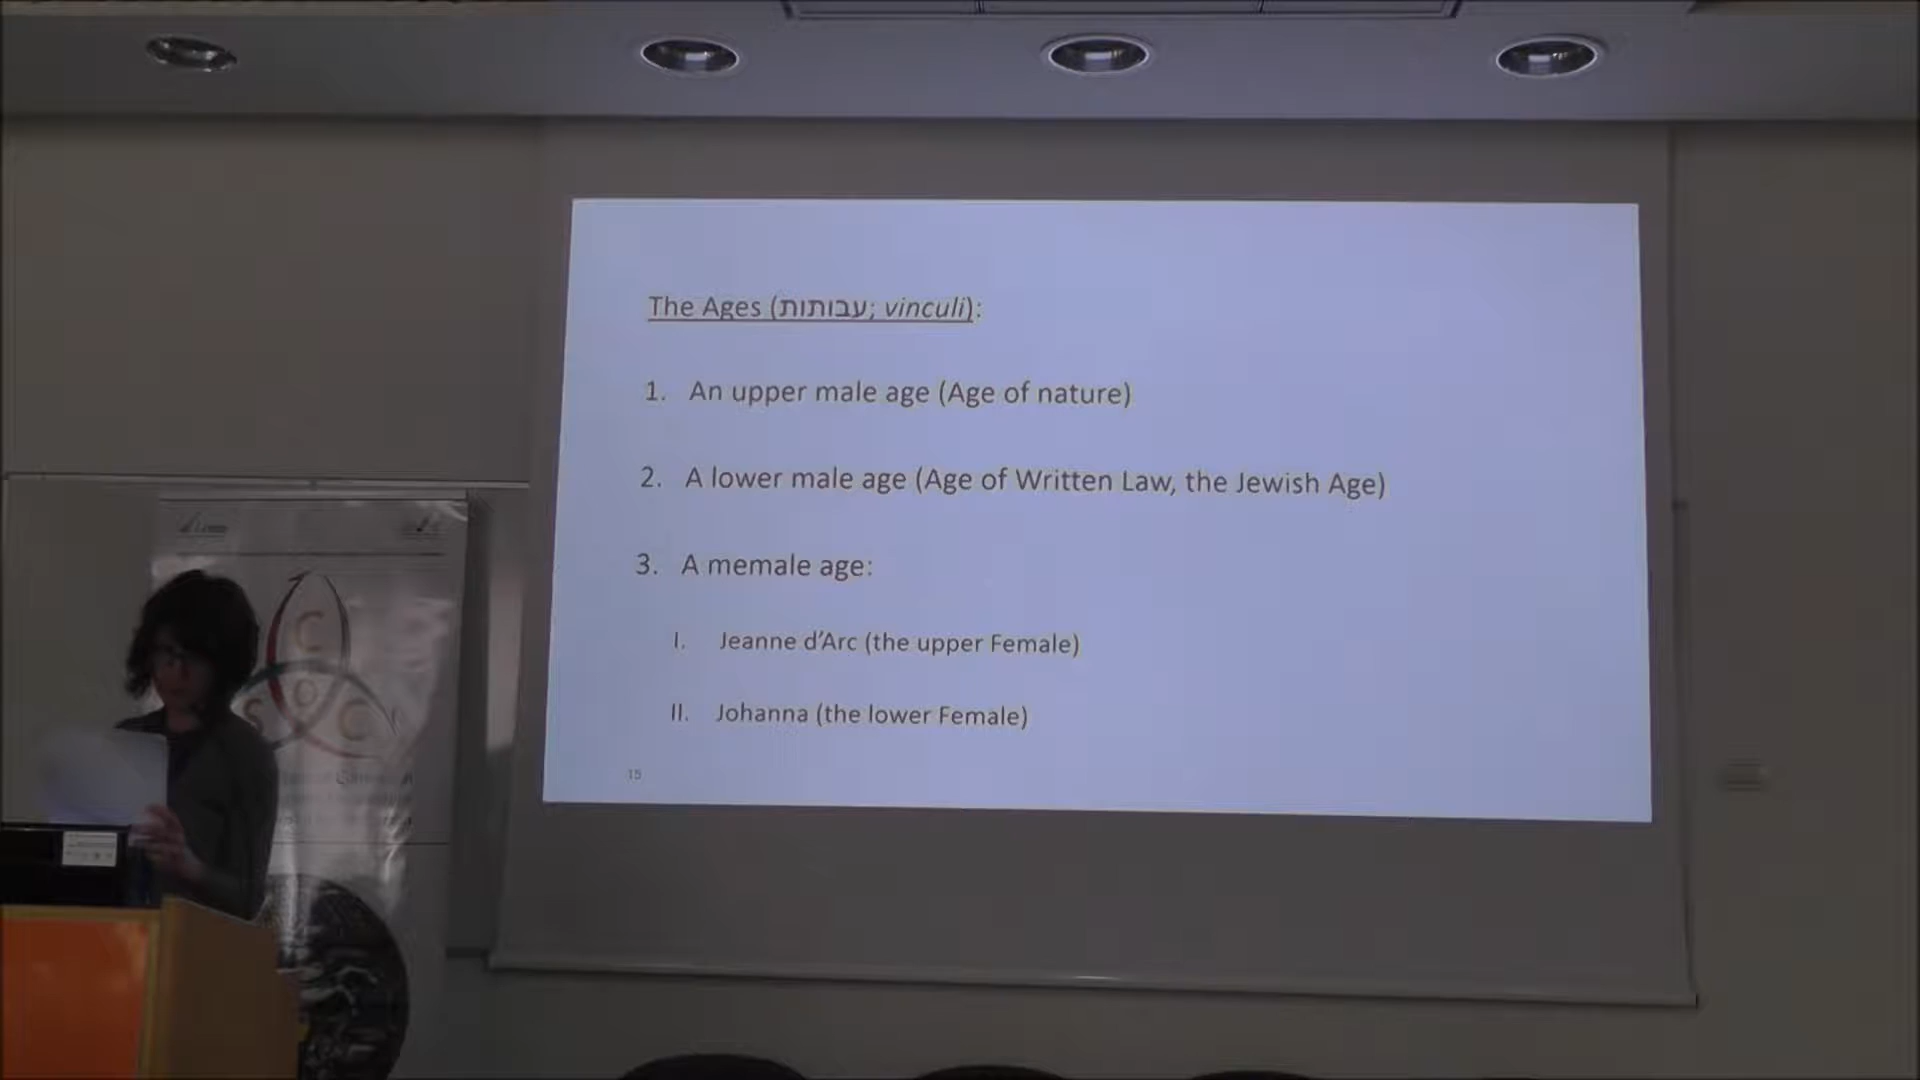 The Ages (עבותות; vinculi):
1. An upper male age (Age of nature)
2. A lower male age (Age of Written Law, the Jewish Age)
3. A memale age:
I. Jeanne d’Arc (the upper Female)
II. Johanna (the lower Female)
15
C
O
S C I